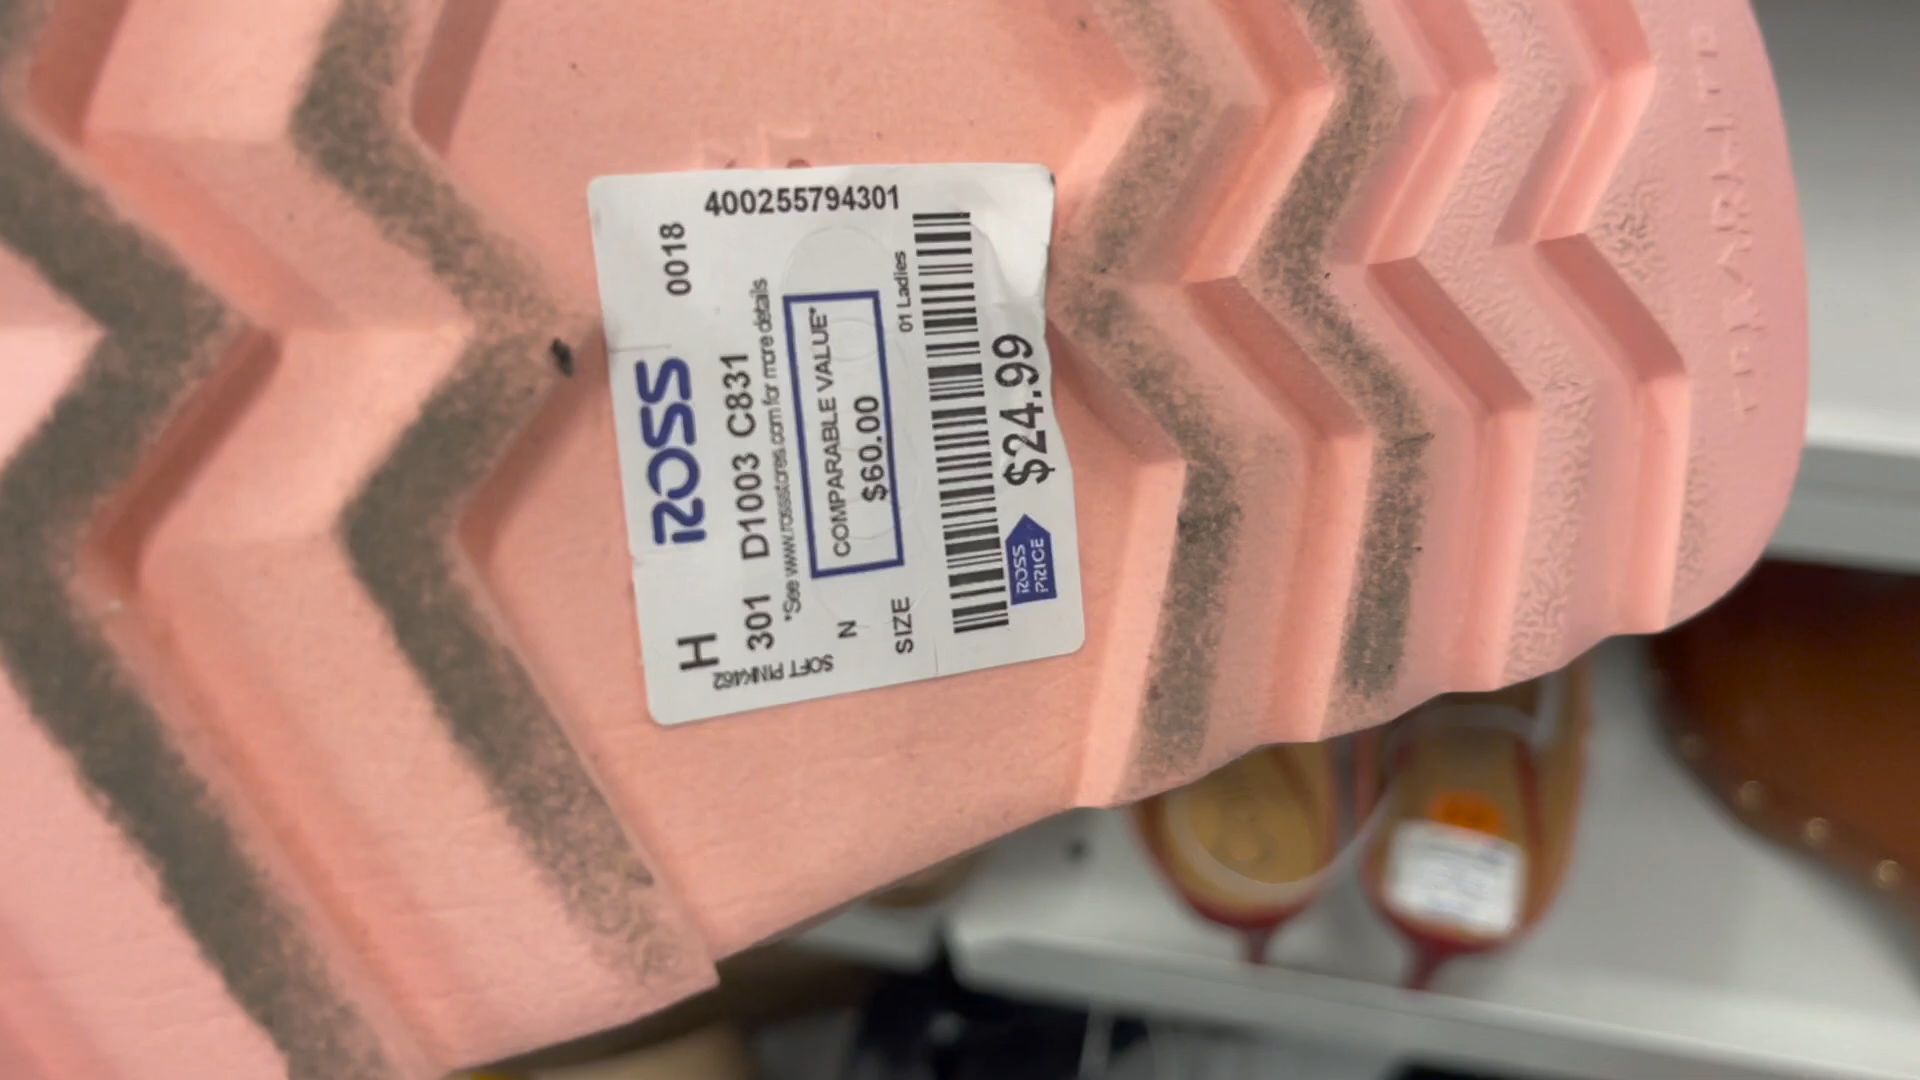 400255794301
0018
ROSS
H
301 D1003 C831
*See www.rossstores.com for more details
SOFT PINK462
COMPARABLE VALUE*
$60.00
N
01 Ladies
SIZE
$24.99
ROSS
PRICE